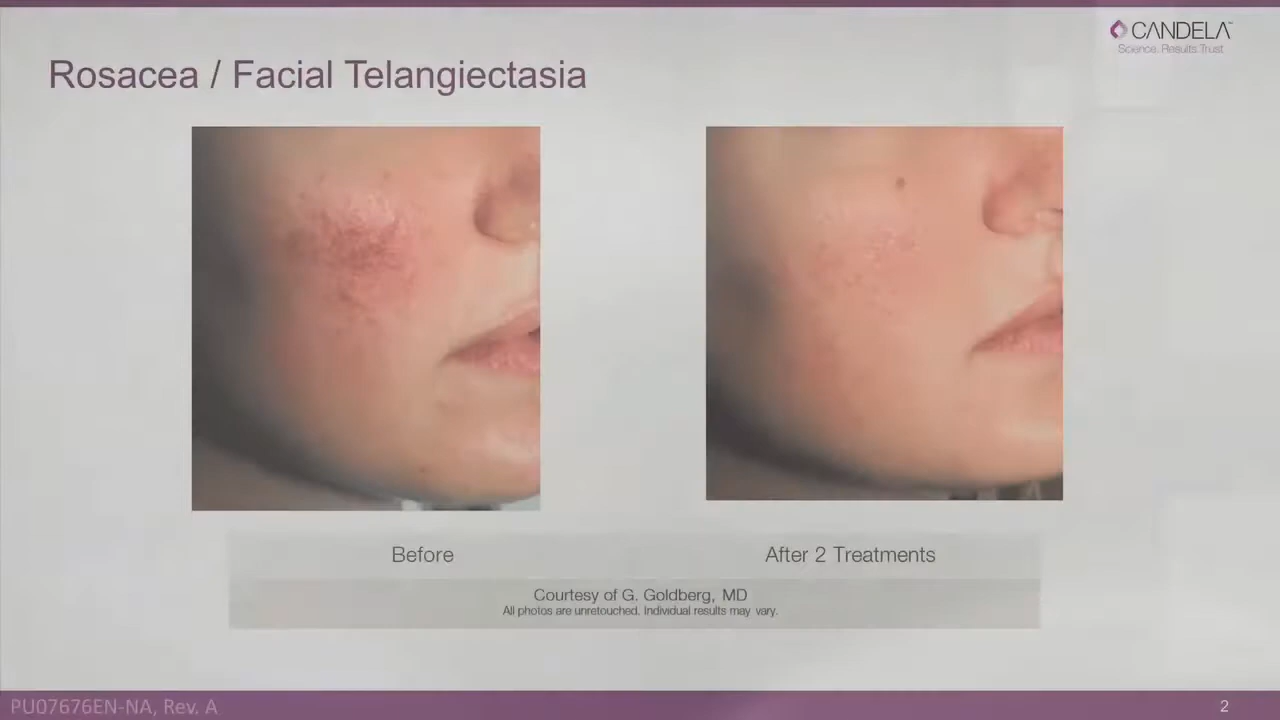 CANDELA™
Science. Results. Trust
Rosacea / Facial Telangiectasia
Before
After 2 Treatments
Courtesy of G. Goldberg, MD
All photos are unretouched. Individual results may vary.
PU07676EN-NA, Rev. A
2